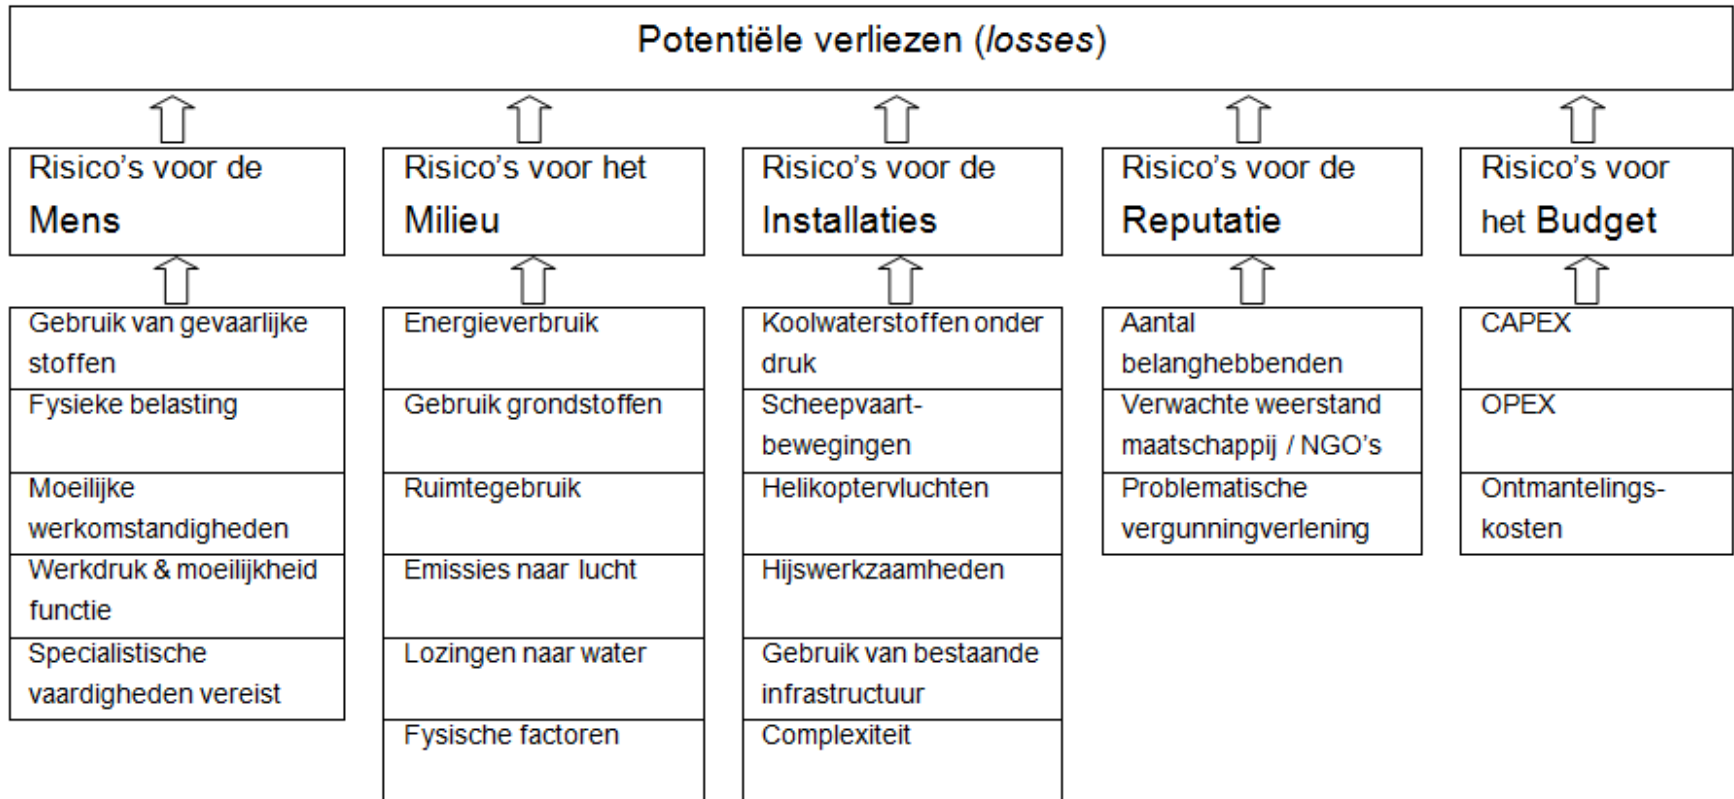 Potentiële verliezen (losses)
Risico’s voor de
Mens
Risico’s voor het
Milieu
Risico’s voor de
Installaties
Risico’s voor de
Reputatie
Risico’s voor
het Budget
Gebruik van gevaarlijke
stoffen
Fysieke belasting
Moeilijke
werkomstandigheden
Werkdruk & moeilijkheid
functie
Specialistische
vaardigheden vereist
Energieverbruik
Gebruik grondstoffen
Ruimtegebruik
Emissies naar lucht
Lozingen naar water
Fysische factoren
Koolwaterstoffen onder
druk
Scheepvaart-
bewegingen
Helikoptervluchten
Hijswerkzaamheden
Gebruik van bestaande
infrastructuur
Complexiteit
Aantal
belanghebbenden
Verwachte weerstand
maatschappij / NGO’s
Problematische
vergunningverlening
CAPEX
OPEX
Ontmantelings-
kosten